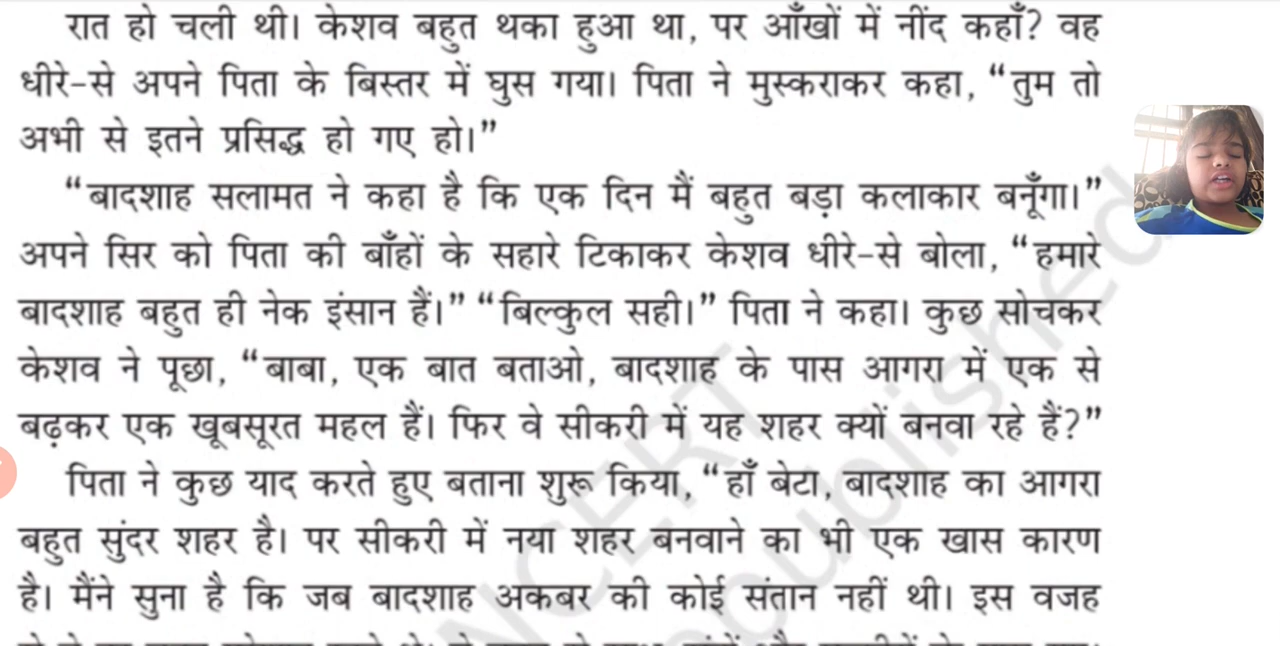 रात हो चली थी। केशव बहुत थका हुआ था, पर आँखों में नींद कहाँ? वह
धीरे-से अपने पिता के बिस्तर में घुस गया। पिता ने मुस्कराकर कहा, “तुम तो
अभी से इतने प्रसिद्ध हो गए हो।”
“बादशाह सलामत ने कहा है कि एक दिन मैं बहुत बड़ा कलाकार बनूँगा।”
अपने सिर को पिता की बाँहों के सहारे टिकाकर केशव धीरे-से बोला, “हमारे
बादशाह बहुत ही नेक इंसान हैं।” “बिल्कुल सही।” पिता ने कहा। कुछ सोचकर
केशव ने पूछा, “बाबा, एक बात बताओ, बादशाह के पास आगरा में एक से
बढ़कर एक खूबसूरत महल हैं। फिर वे सीकरी में यह शहर क्यों बनवा रहे हैं?”
पिता ने कुछ याद करते हुए बताना शुरू किया, “हाँ बेटा, बादशाह का आगरा
बहुत सुंदर शहर है। पर सीकरी में नया शहर बनवाने का भी एक खास कारण
है। मैंने सुना है कि जब बादशाह अकबर की कोई संतान नहीं थी। इस वजह
NCERT
republished